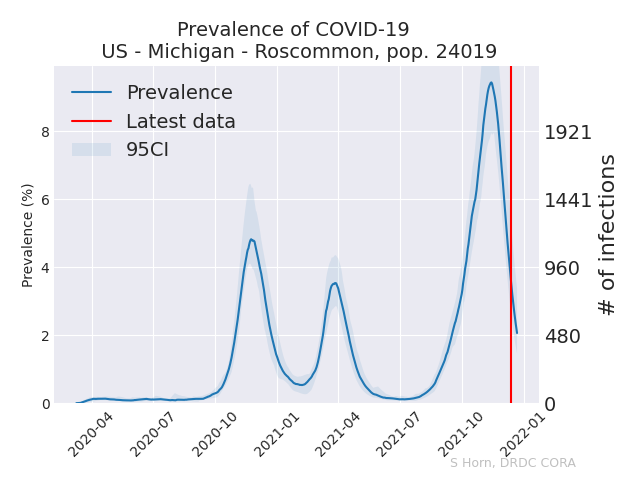 Prevalence of COVID-19
US - Michigan - Roscommon, pop. 24019
Prevalence
Latest data
95CI
Prevalence (%)
8
6
4
2
0
1921
1441
960
480
0
# of infections
2020-04
2020-07
2020-10
2021-01
2021-04
2021-07
2021-10
2022-01
S Horn, DRDC CORA